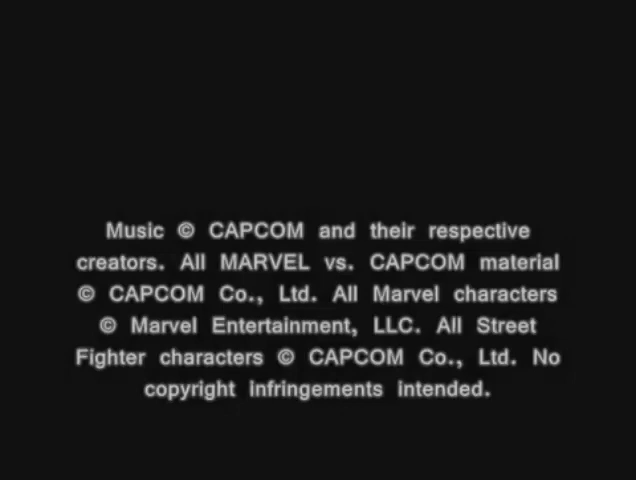 Music © CAPCOM and their respective
creators. All MARVEL vs. CAPCOM material
© CAPCOM Co., Ltd. All Marvel characters
© Marvel Entertainment, LLC. All Street
Fighter characters © CAPCOM Co., Ltd. No
copyright infringements intended.